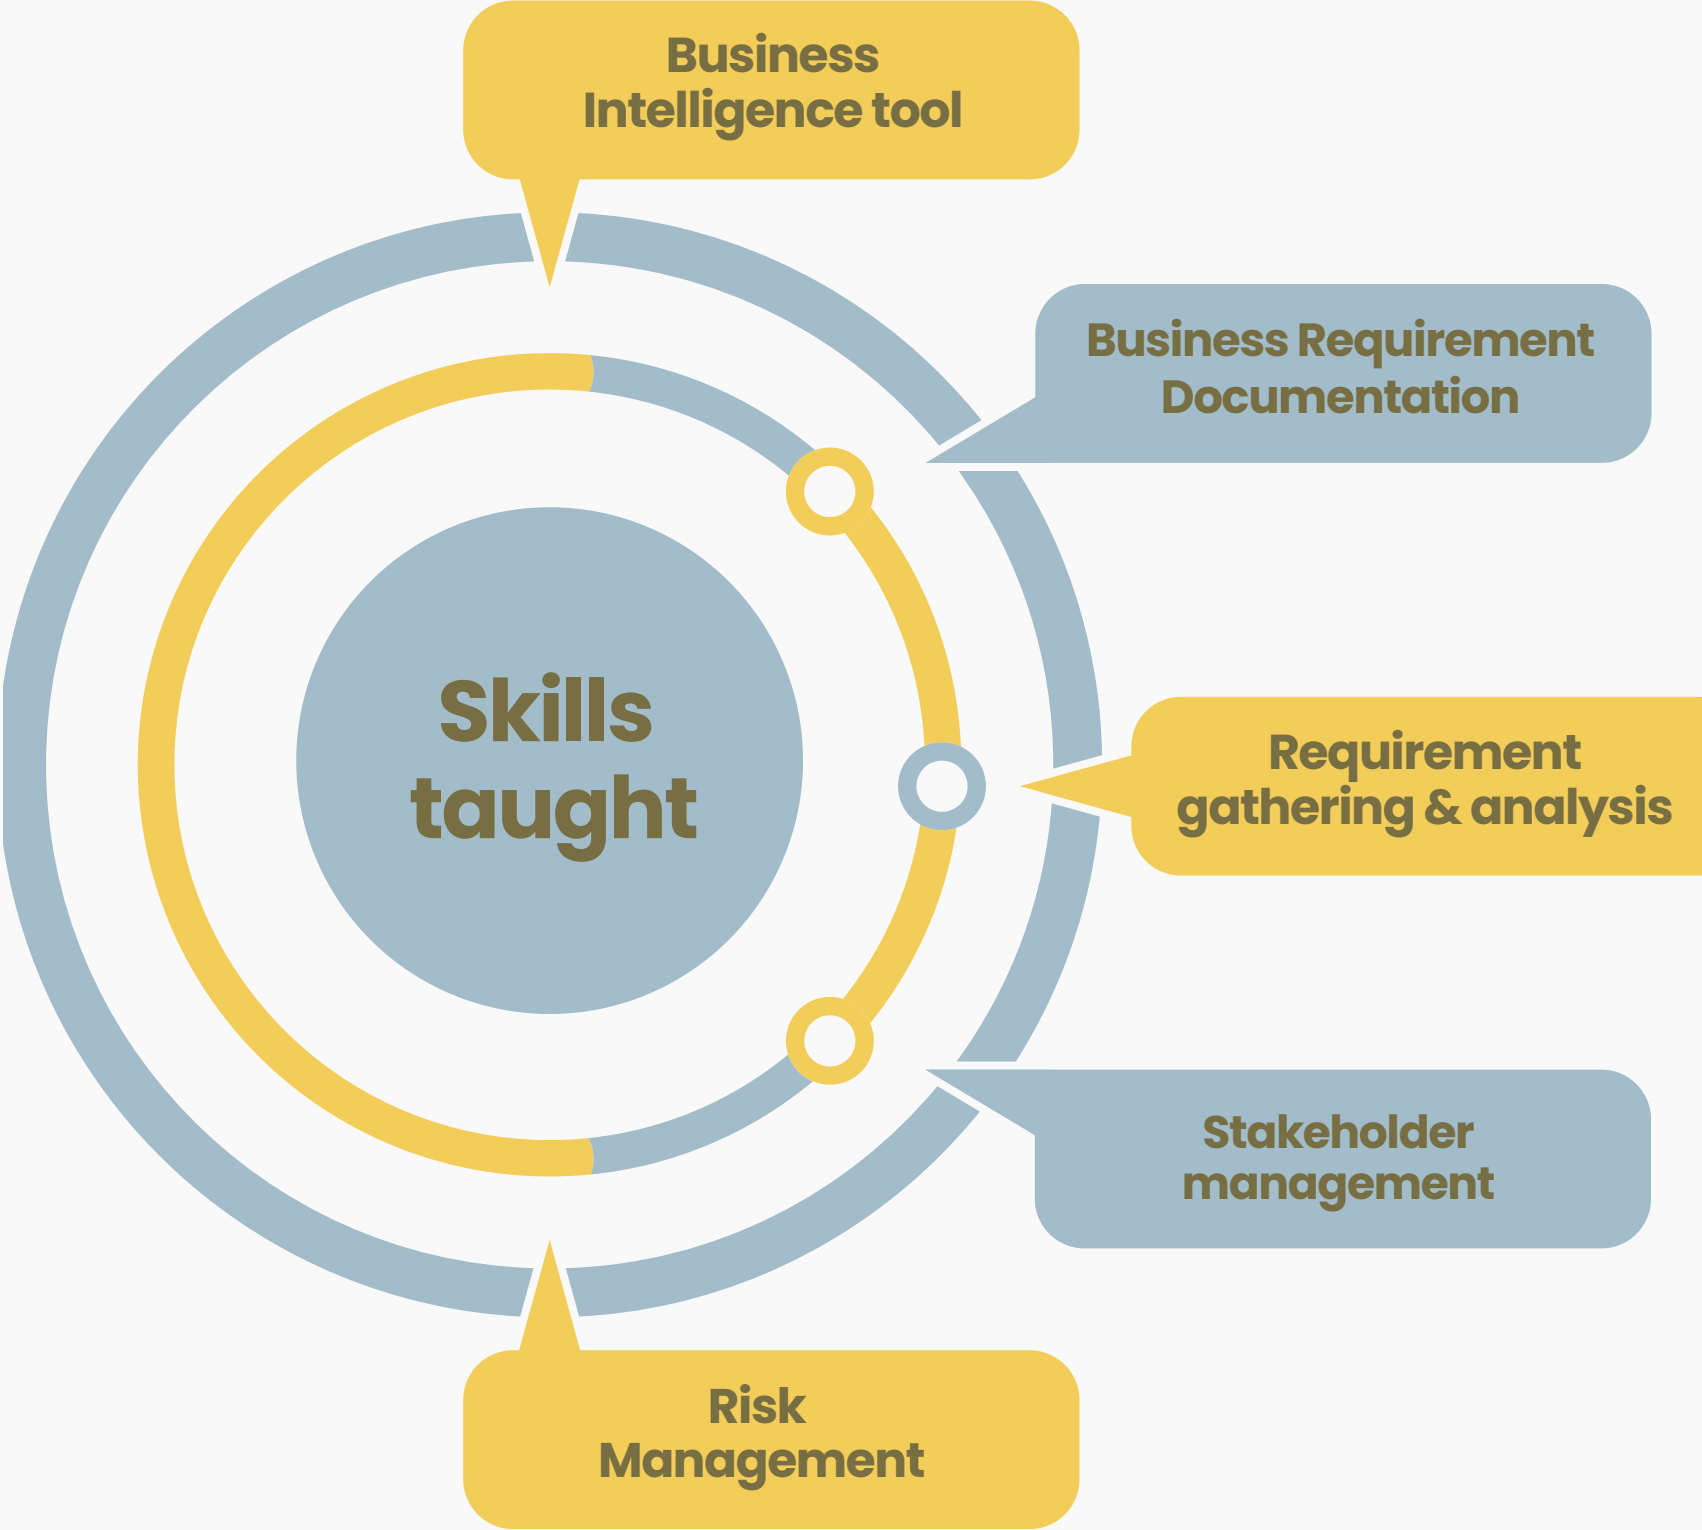 Business
Intelligence tool
Business Requirement
Documentation
Skills
taught
Requirement
gathering & analysis
Stakeholder
management
Risk
Management